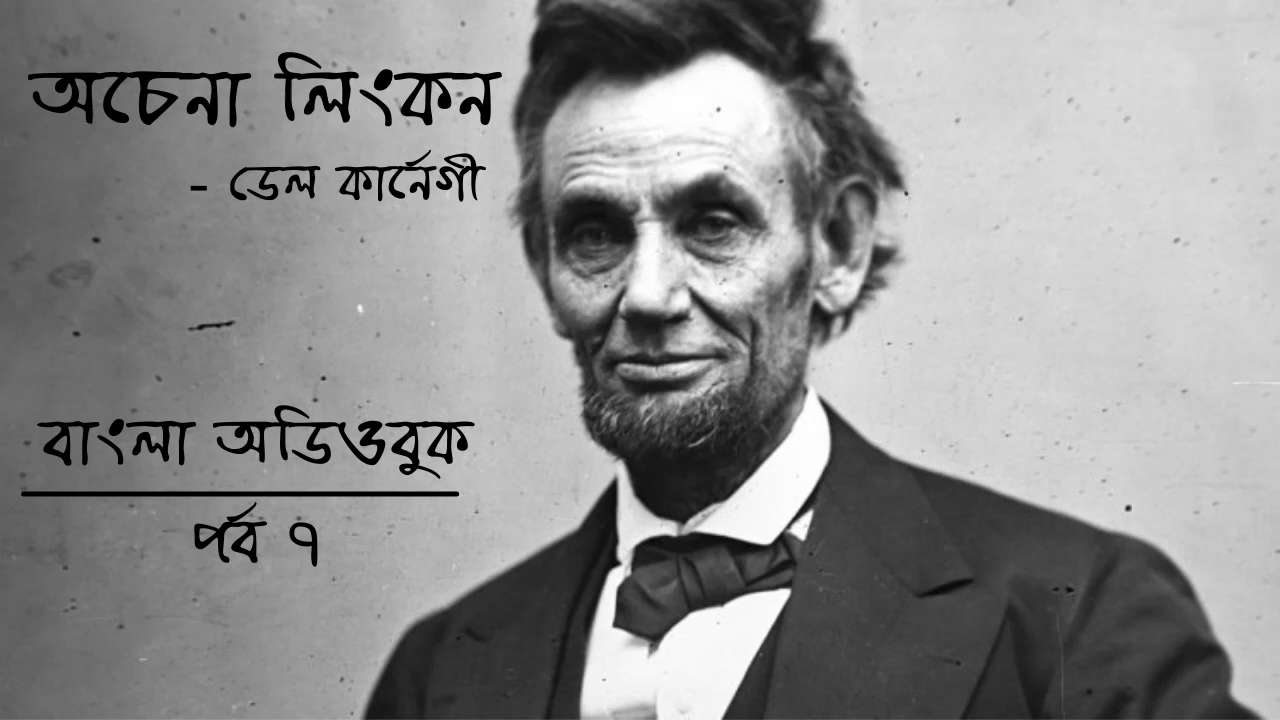 অচেনা লিংকন
- ডেল কার্নেগী
বাংলা অডিওবুক
পর্ব ৭